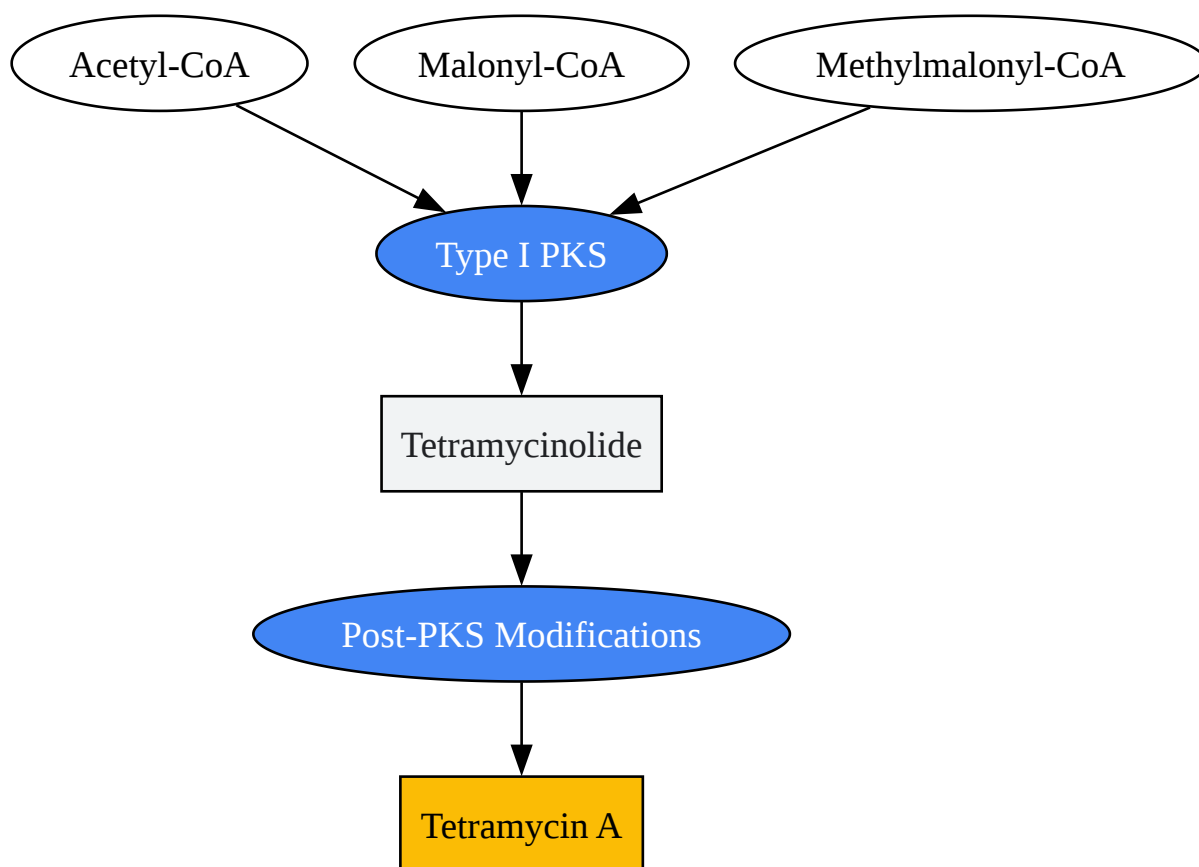 Acetyl-CoA
Malonyl-CoA
Methylmalonyl-CoA
Type I PKS
Tetramycinolide
Post-PKS Modifications
Tetramycin A